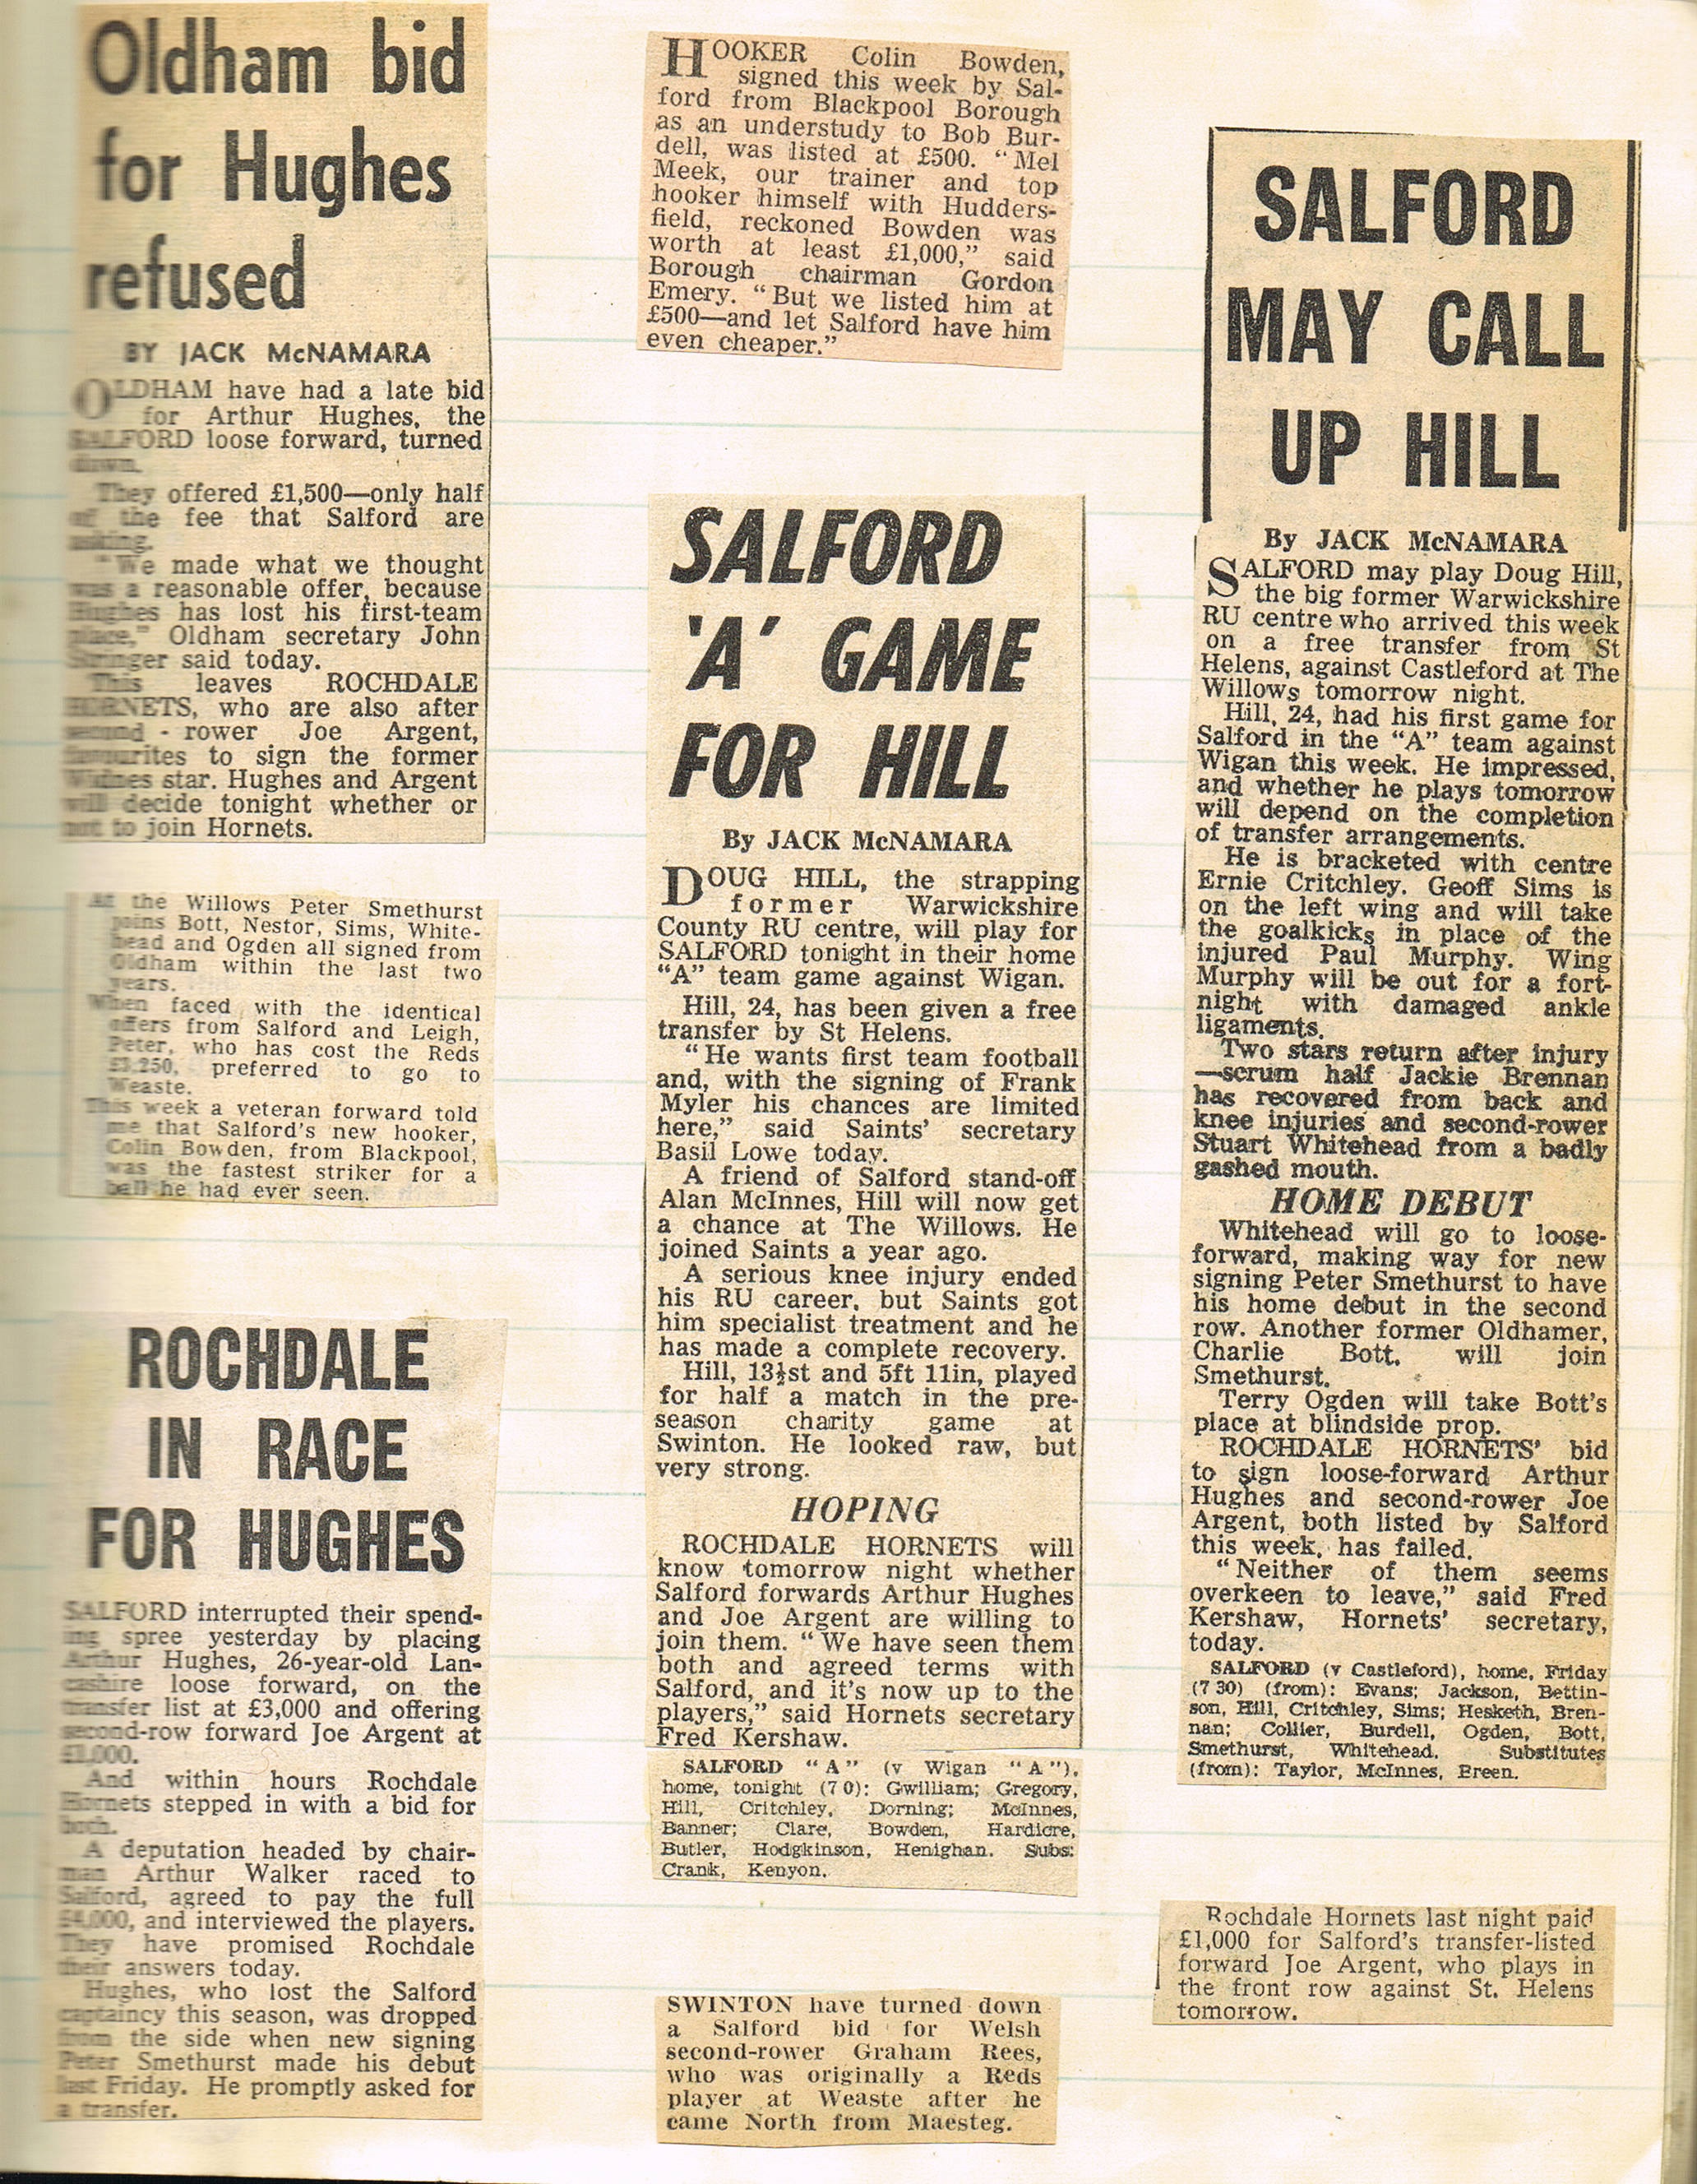 Oldham bid
for Hughes
refused
BY JACK McNAMARA
OLDHAM have had a late bid
for Arthur Hughes, the
SALFORD loose forward, turned
down.
They offered £1,500—only half
of the fee that Salford are
asking.
"We made what we thought
was a reasonable offer, because
Hughes has lost his first-team
place," Oldham secretary John
Stringer said today.
This leaves ROCHDALE
HORNETS, who are also after
second - rower Joe Argent,
favourites to sign the former
Widnes star. Hughes and Argent
will decide tonight whether or
not to join Hornets.
At the Willows Peter Smethurst
joins Bott, Nestor, Sims, White-
head and Ogden all signed from
Oldham within the last two
years.
When faced with the identical
offers from Salford and Leigh,
Peter, who has cost the Reds
£3,250, preferred to go to
Weaste.
This week a veteran forward told
me that Salford's new hooker,
Colin Bowden, from Blackpool,
was the fastest striker for a
ball he had ever seen.
ROCHDALE
IN RACE
FOR HUGHES
SALFORD interrupted their spend-
ing spree yesterday by placing
Arthur Hughes, 26-year-old Lan-
cashire loose forward, on the
transfer list at £3,000 and offering
second-row forward Joe Argent at
£1,000.
And within hours Rochdale
Hornets stepped in with a bid for
both.
A deputation headed by chair-
man Arthur Walker raced to
Salford, agreed to pay the full
£4,000, and interviewed the players.
They have promised Rochdale
their answers today.
Hughes, who lost the Salford
captaincy this season, was dropped
from the side when new signing
Peter Smethurst made his debut
last Friday. He promptly asked for
a transfer.
HOOKER Colin Bowden,
signed this week by Sal-
ford from Blackpool Borough
as an understudy to Bob Bur-
dell, was listed at £500. "Mel
Meek, our trainer and top
hooker himself with Hudders-
field, reckoned Bowden was
worth at least £1,000," said
Borough chairman Gordon
Emery. "But we listed him at
£500—and let Salford have him
even cheaper."
SALFORD
'A' GAME
FOR HILL
By JACK McNAMARA
DOUG HILL, the strapping
former Warwickshire
County RU centre, will play for
SALFORD tonight in their home
"A" team game against Wigan.
Hill, 24, has been given a free
transfer by St Helens.
"He wants first team football
and, with the signing of Frank
Myler his chances are limited
here," said Saints' secretary
Basil Lowe today.
A friend of Salford stand-off
Alan McInnes, Hill will now get
a chance at The Willows. He
joined Saints a year ago.
A serious knee injury ended
his RU career, but Saints got
him specialist treatment and he
has made a complete recovery.
Hill, 13½st and 5ft 11in, played
for half a match in the pre-
season charity game at
Swinton. He looked raw, but
very strong.
HOPING
ROCHDALE HORNETS will
know tomorrow night whether
Salford forwards Arthur Hughes
and Joe Argent are willing to
join them. "We have seen them
both and agreed terms with
Salford, and it's now up to the
players," said Hornets secretary
Fred Kershaw.
SALFORD "A" (v Wigan "A"),
home, tonight (7 0): Gwilliam; Gregory,
Hill, Critchley, Dorning; McInnes,
Banner; Clare, Bowden, Hardicre,
Butler, Hodgkinson, Henighan. Subs:
Crank, Kenyon.
SWINTON have turned down
a Salford bid for Welsh
second-rower Graham Rees,
who was originally a Reds
player at Weaste after he
came North from Maesteg.
SALFORD
MAY CALL
UP HILL
By JACK McNAMARA
SALFORD may play Doug Hill,
the big former Warwickshire
RU centre who arrived this week
on a free transfer from St
Helens, against Castleford at The
Willows tomorrow night.
Hill, 24, had his first game for
Salford in the "A" team against
Wigan this week. He impressed,
and whether he plays tomorrow
will depend on the completion
of transfer arrangements.
He is bracketed with centre
Ernie Critchley. Geoff Sims is
on the left wing and will take
the goalkicks in place of the
injured Paul Murphy. Wing
Murphy will be out for a fort-
night with damaged ankle
ligaments.
Two stars return after injury
—scrum half Jackie Brennan
has recovered from back and
knee injuries and second-rower
Stuart Whitehead from a badly
gashed mouth.
HOME DEBUT
Whitehead will go to loose-
forward, making way for new
signing Peter Smethurst to have
his home debut in the second
row. Another former Oldhamer,
Charlie Bott, will join
Smethurst.
Terry Ogden will take Bott's
place at blindside prop.
ROCHDALE HORNETS' bid
to sign loose-forward Arthur
Hughes and second-rower Joe
Argent, both listed by Salford
this week, has failed.
"Neither of them seems
overkeen to leave," said Fred
Kershaw, Hornets' secretary,
today.
SALFORD (v Castleford), home, Friday
(7 30) (from): Evans; Jackson, Bettin-
son, Hill, Critchley, Sims; Hesketh, Bren-
nan; Collier, Burdell, Ogden, Bott,
Smethurst, Whitehead. Substitutes
(from): Taylor, McInnes, Breen.
Rochdale Hornets last night paid
£1,000 for Salford's transfer-listed
forward Joe Argent, who plays in
the front row against St. Helens
tomorrow.